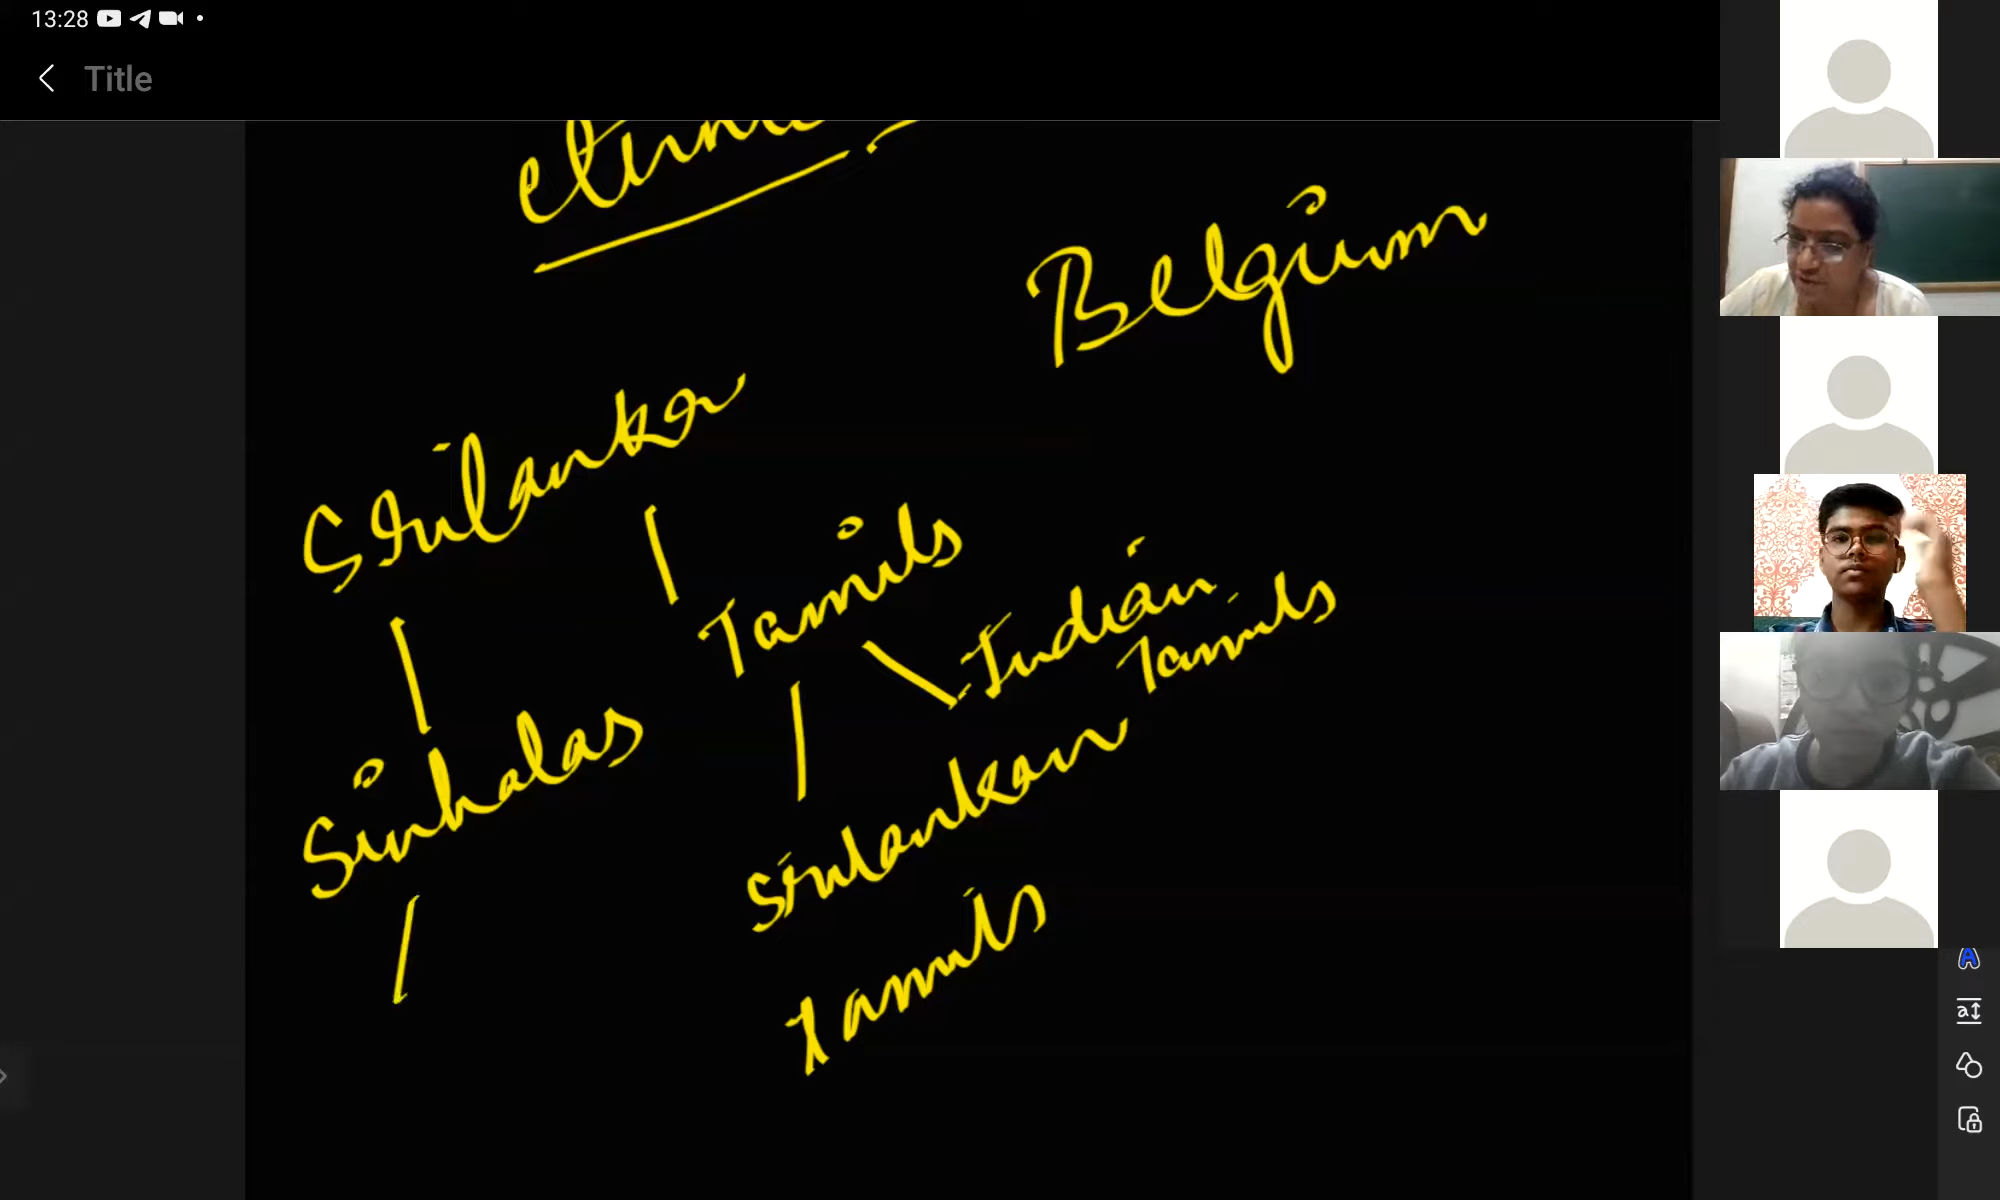 13:28
Title
Belgium
Srilanka
Tamils
Indian
Tamils
Sinhalas
Srilankan
Tamils